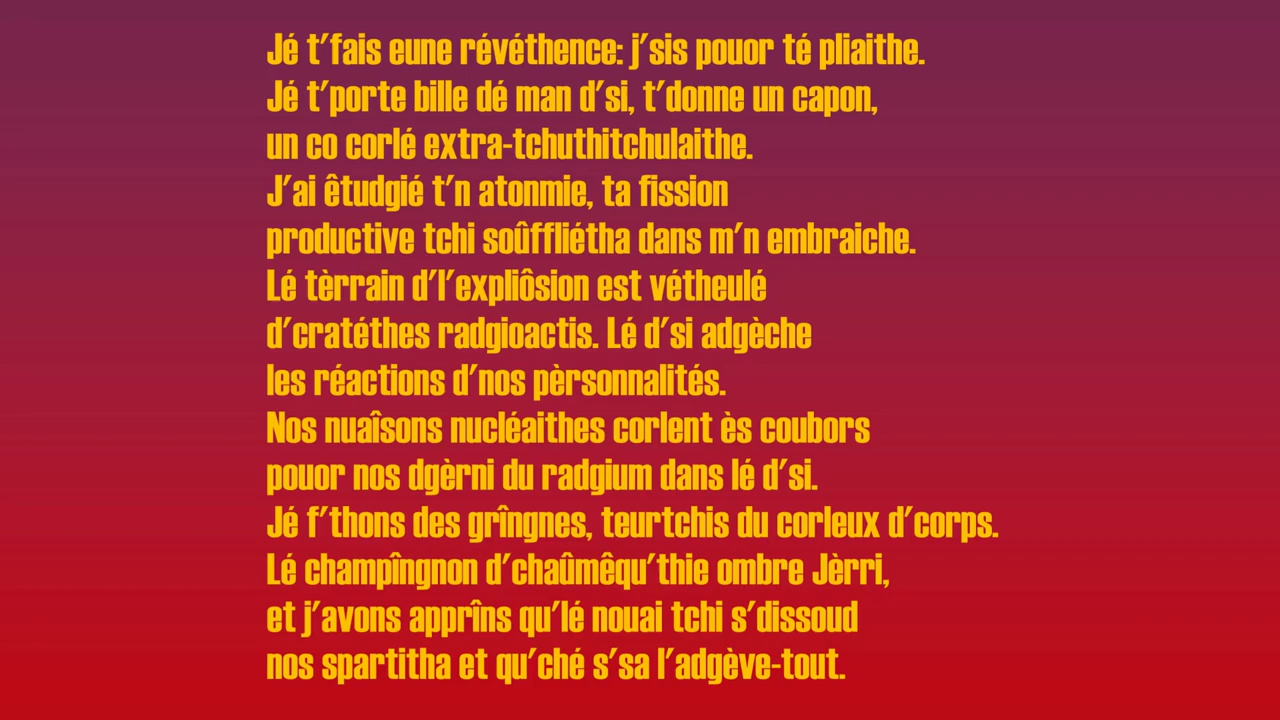 Jé t'fais eune révéthence: j'sis pouor té pliaithe.
Jé t'porte bille dé man d'si, t'donne un capon,
un co corlé extra-tchuthitchulaithe.
J'ai êtudgié t'n atonmie, ta fission
productive tchi soûffliétha dans m'n embraiche.
Lé tèrrain d'l'expliôsion est vétheulé
d'cratéthes radgioactis. Lé d'si adgèche
les réactions d'nos pèrsonnalités.
Nos nuaîsons nucléaithes corlent ès coubors
pouor nos dgèrni du radgium dans lé d'si.
Jé f'thons des grîngnes, teurtchis du corleux d'corps.
Lé champîngnon d'chaûmêqu'thie ombre Jèrri,
et j'avons apprîns qu'lé nouai tchi s'dissoud
nos spartitha et qu'ché s'sa l'adgève-tout.